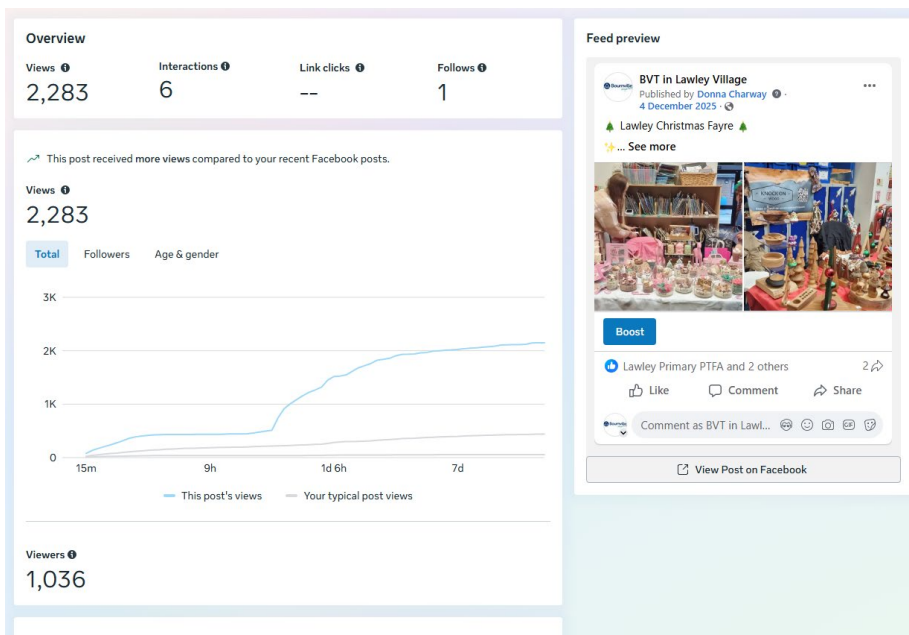 Overview
Views
Interactions
Link clicks
Follows
2,283
6
--
1
This post received more views compared to your recent Facebook posts.
Views
2,283
Total
Followers
Age & gender
3K
2K
1K
0
15m
9h
1d 6h
7d
This post's views
Your typical post views
Viewers
1,036
Feed preview
BVT in Lawley Village
Published by Donna Charway ·
4 December 2025 ·
Lawley Christmas Fayre
... See more
Boost
Lawley Primary PTFA and 2 others
2
Like
Comment
Share
Comment as BVT in Lawl...
GIF
View Post on Facebook